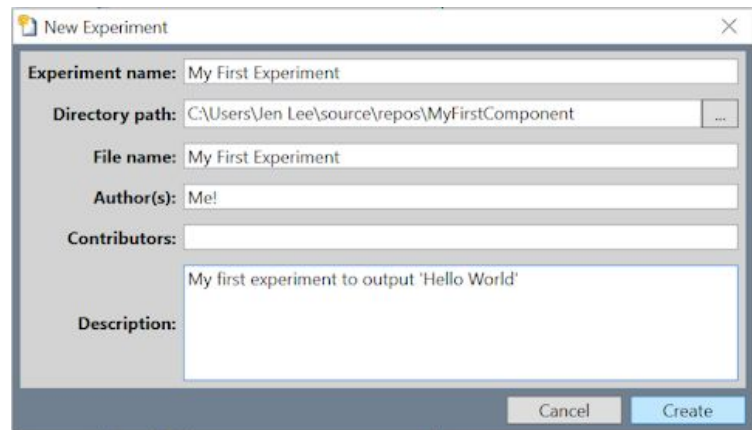 New Experiment
Experiment name: My First Experiment
Directory path: C:\Users\Jen Lee\source\repos\MyFirstComponent ...
File name: My First Experiment
Author(s): Me!
Contributors:
My first experiment to output 'Hello World'
Description:
Cancel Create